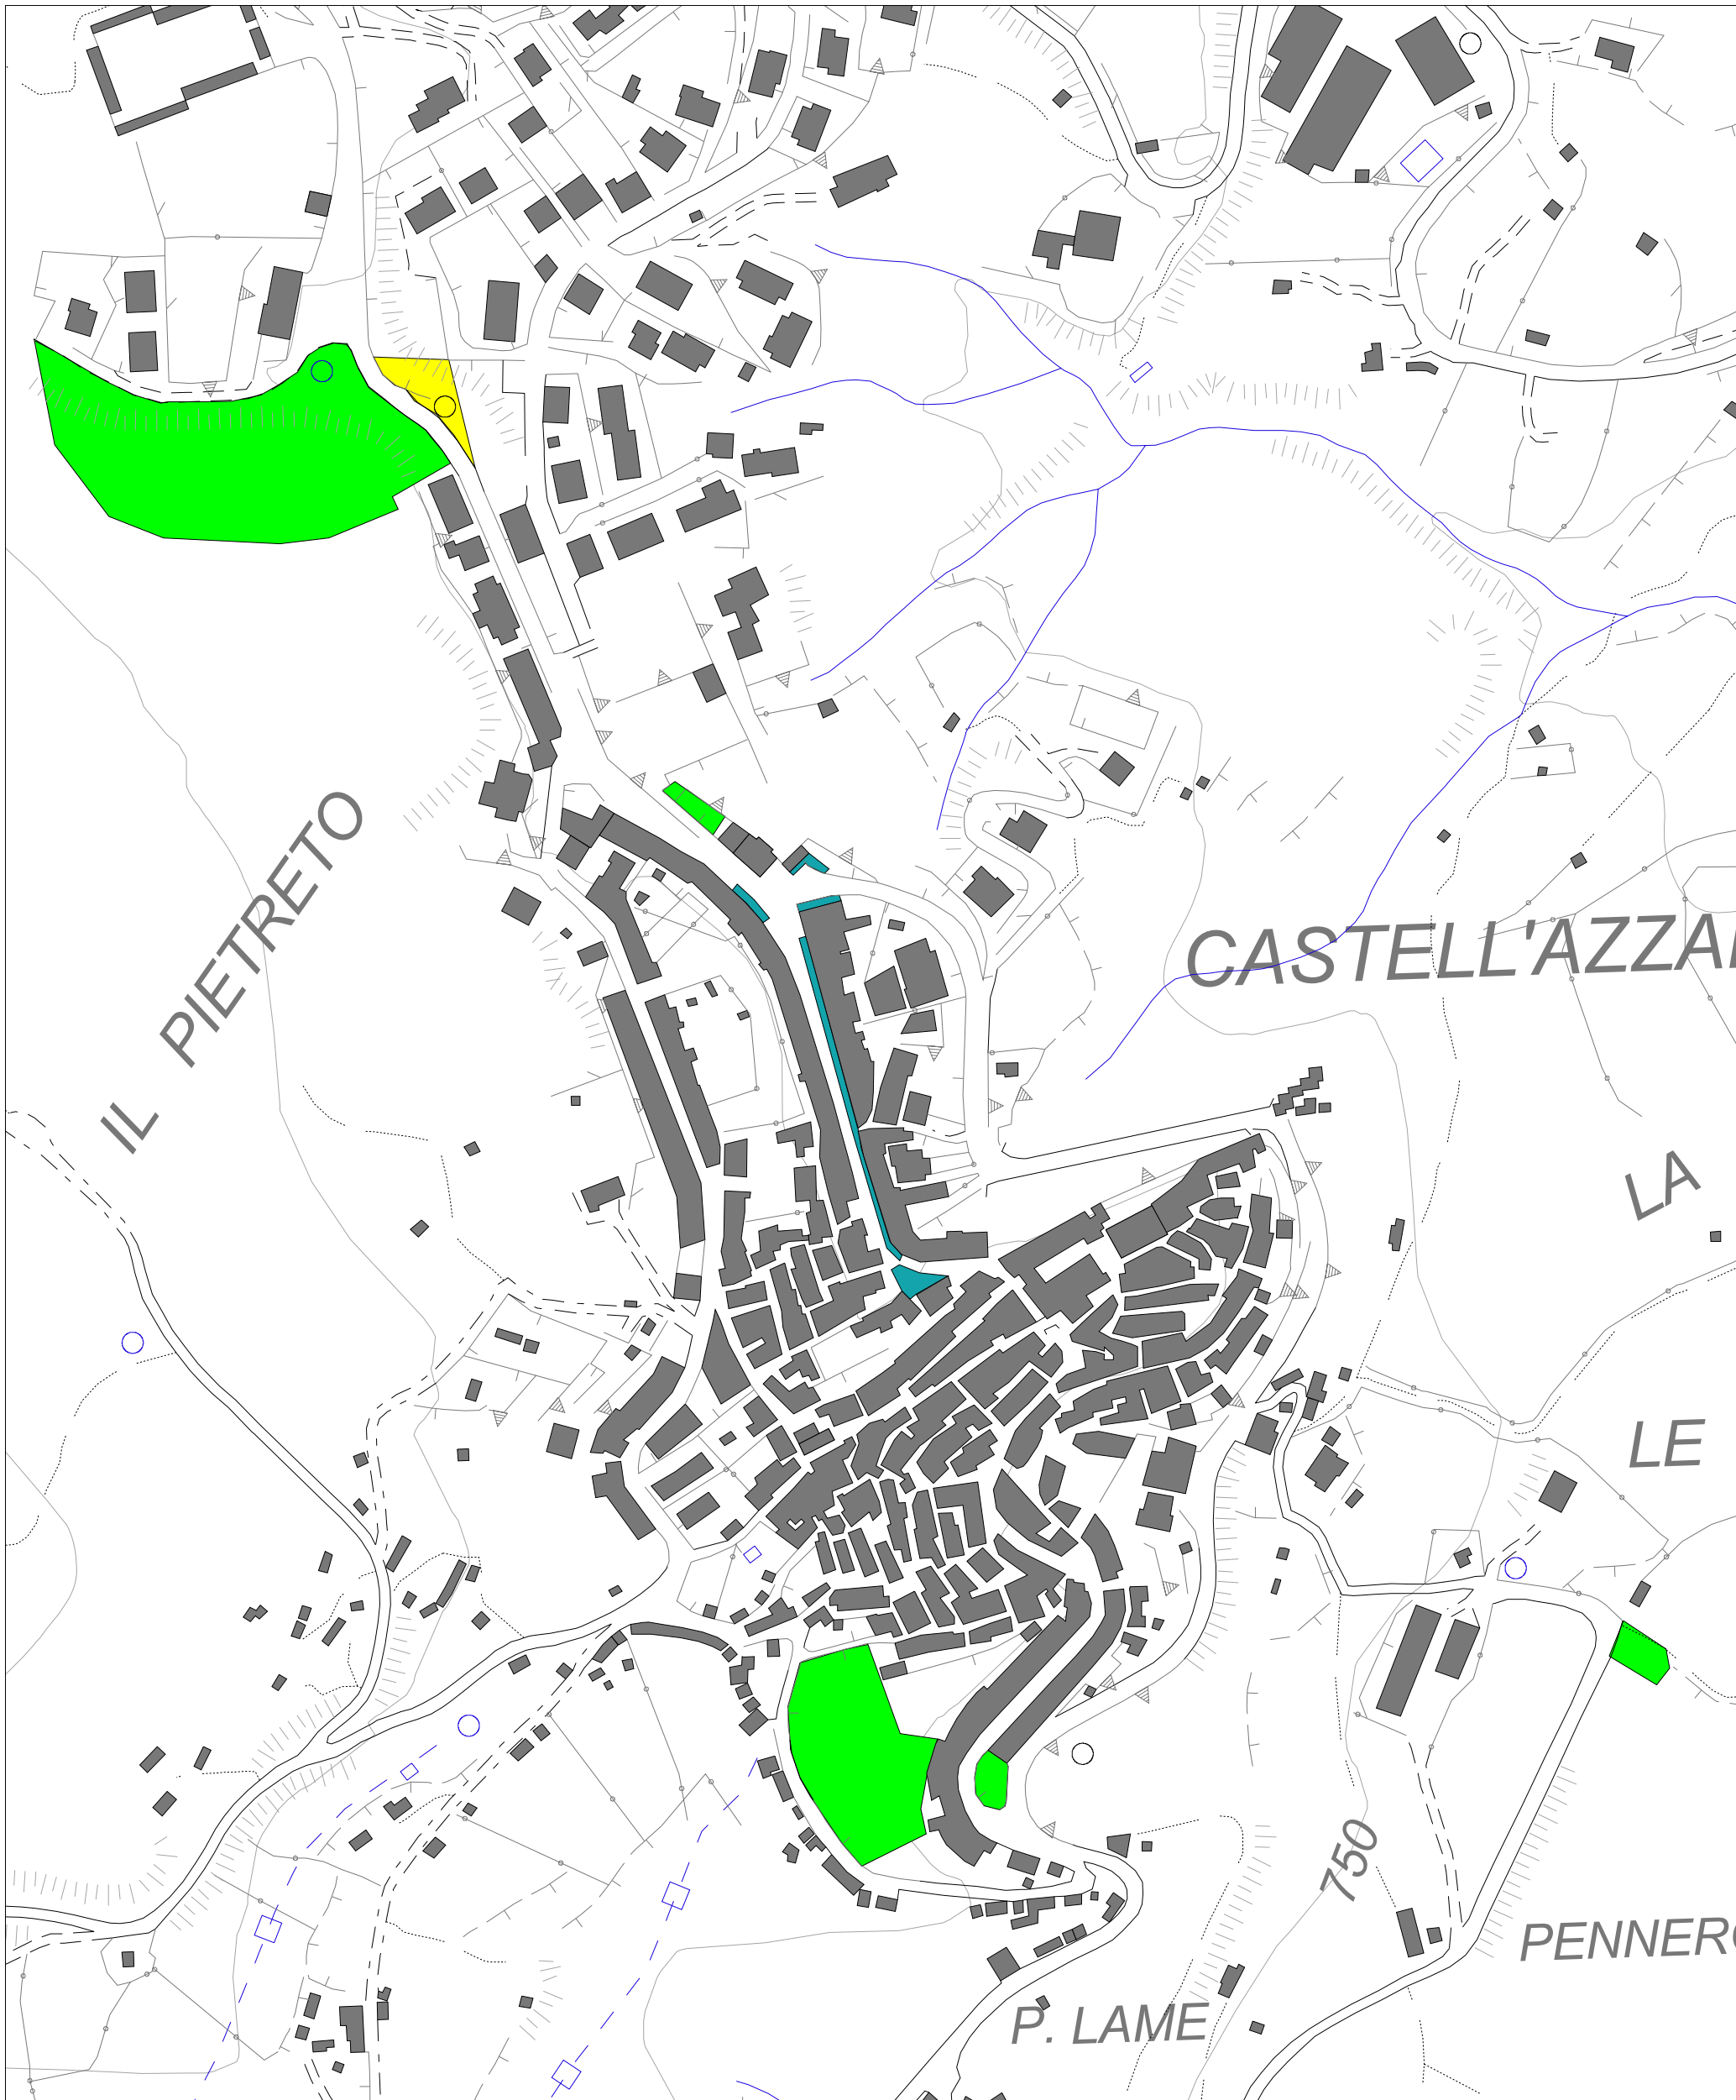 IL PIETRETO
CASTELL'AZZA
LA
LE
750
PENNER
P. LAME